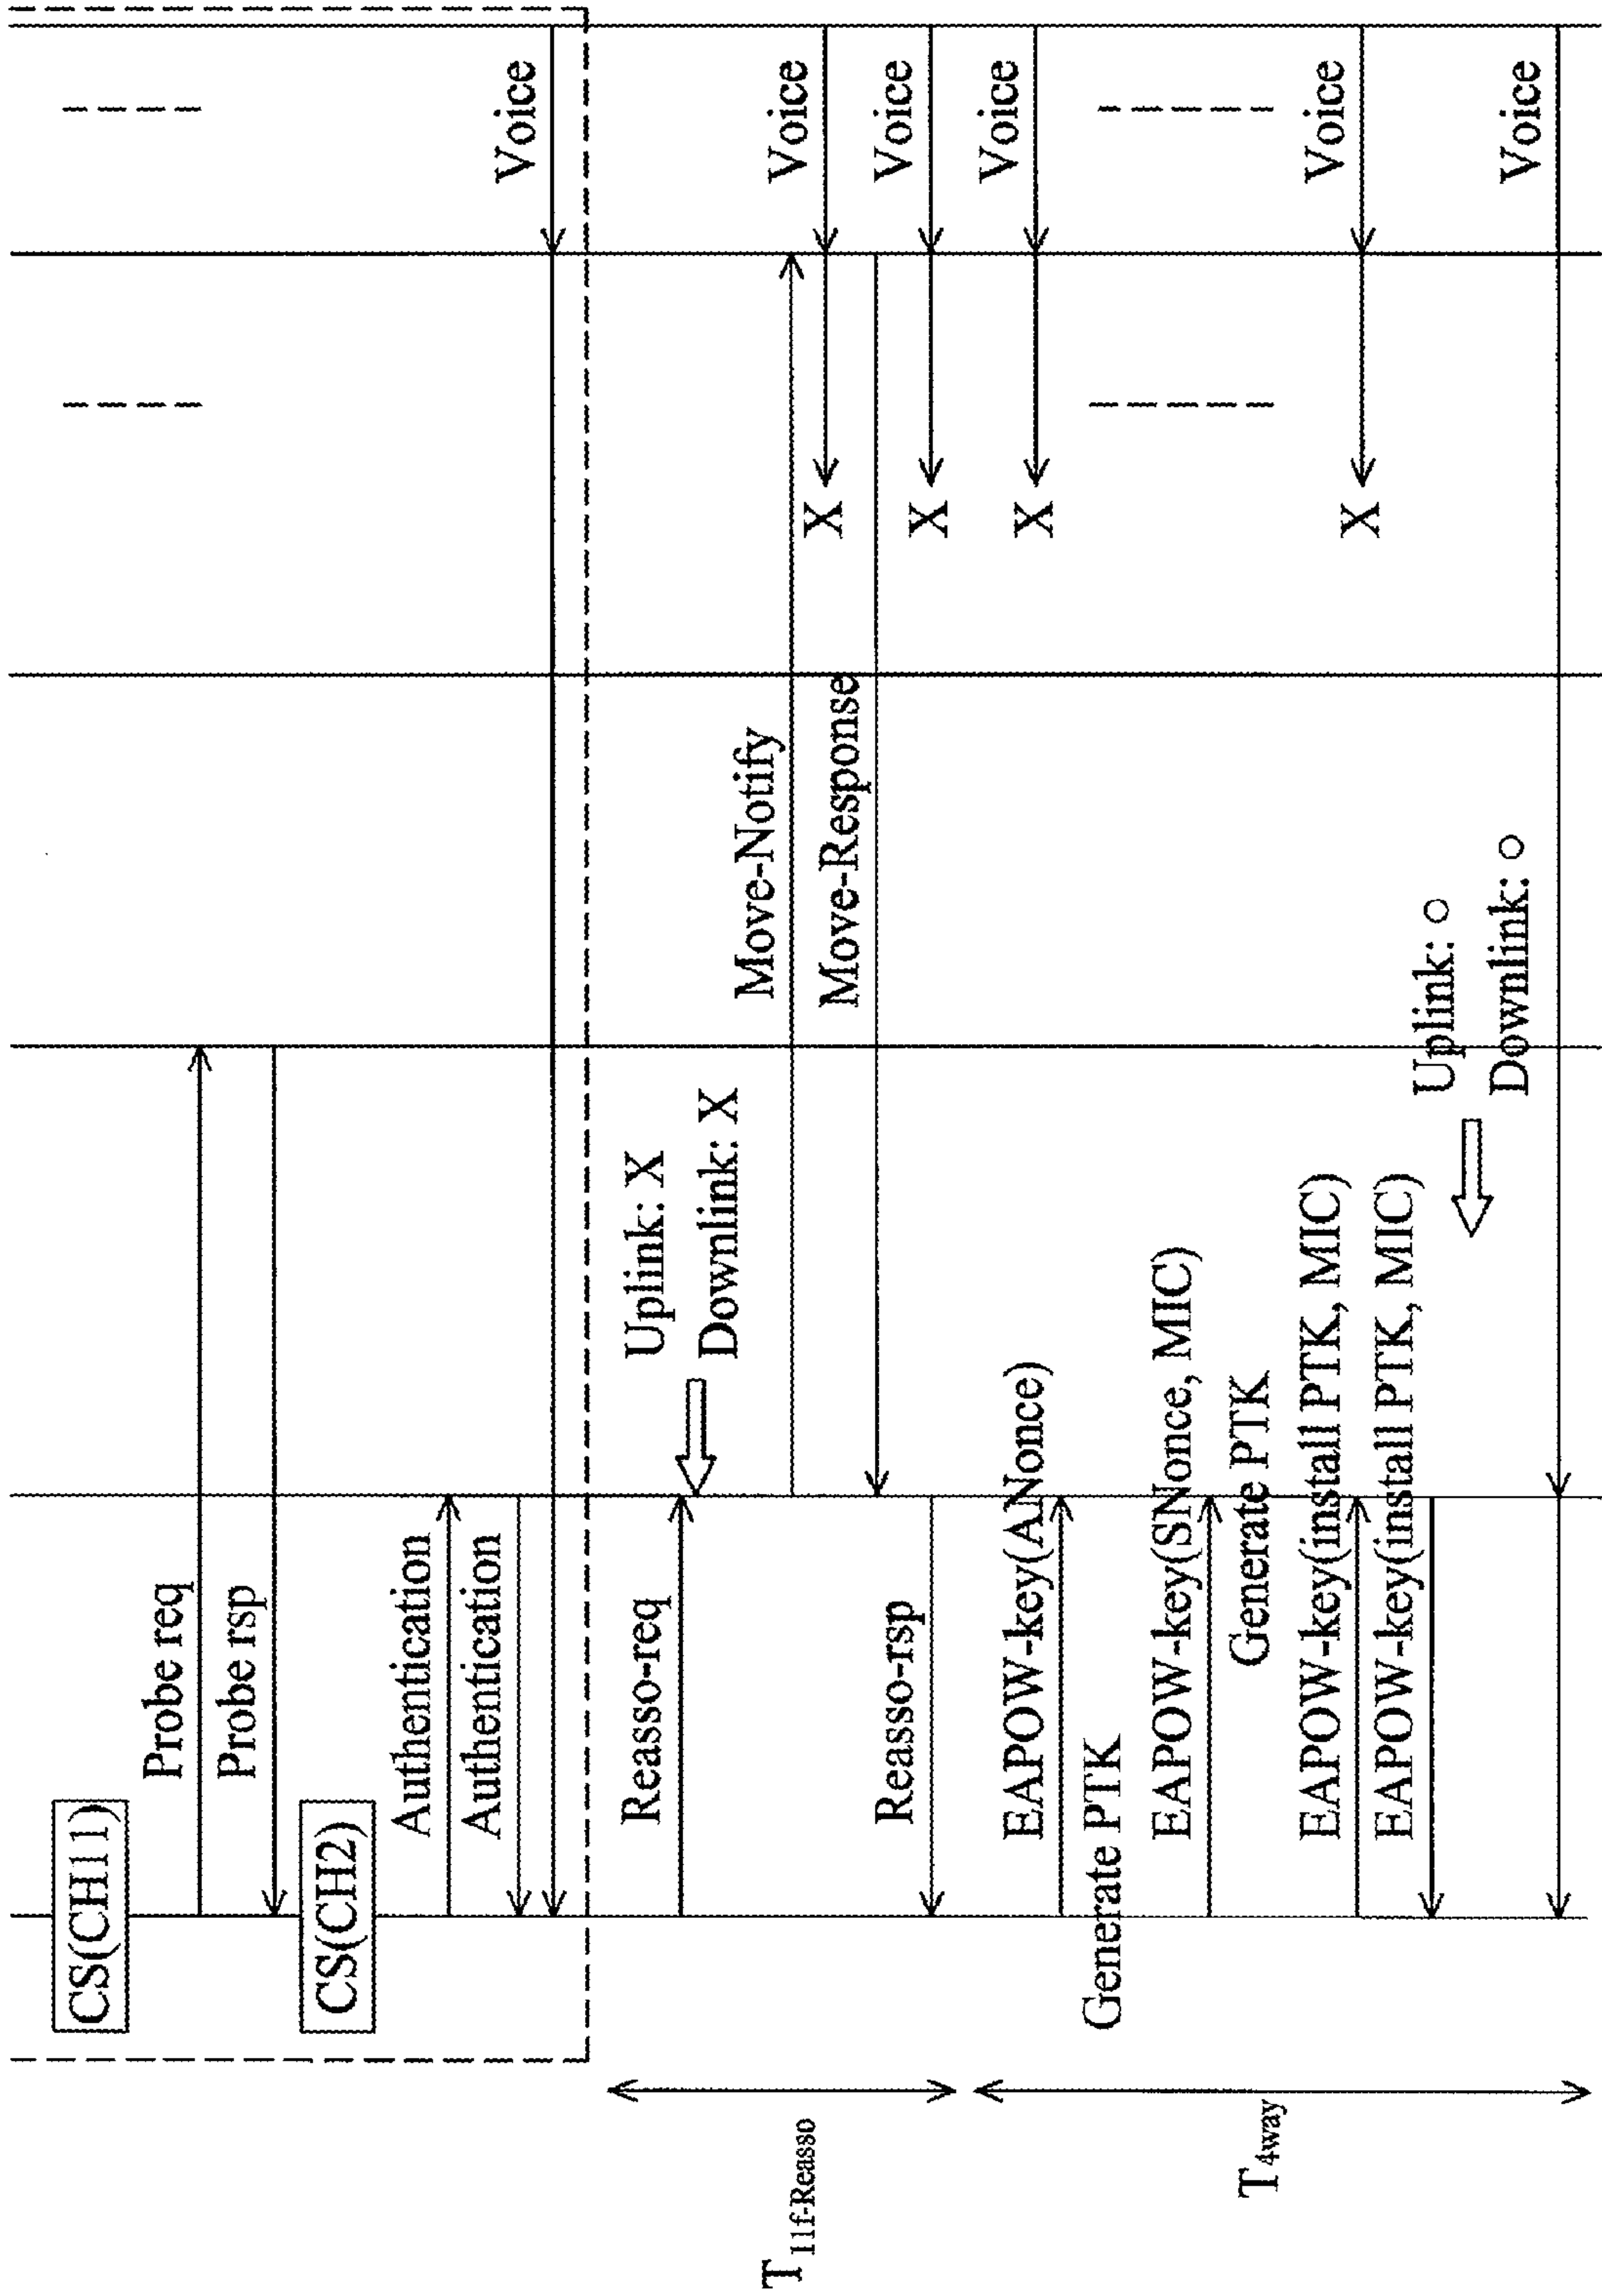 CS(CH11)
Probe req
Probe rsp
CS(CH2)
Authentication
Authentication
Voice
Reasso-req
Uplink: X
Downlink: X
Move-Notify
T11f-Reasso
Voice
X
Move-Response
Reasso-rsp
Voice
X
Voice
EAPOW-key(ANonce)
X
Generate PTK
EAPOW-key(SNonce, MIC)
Generate PTK
T4way
EAPOW-key(install PTK, MIC)
Voice
X
EAPOW-key(install PTK, MIC)
Uplink: ○
Downlink: ○
Voice